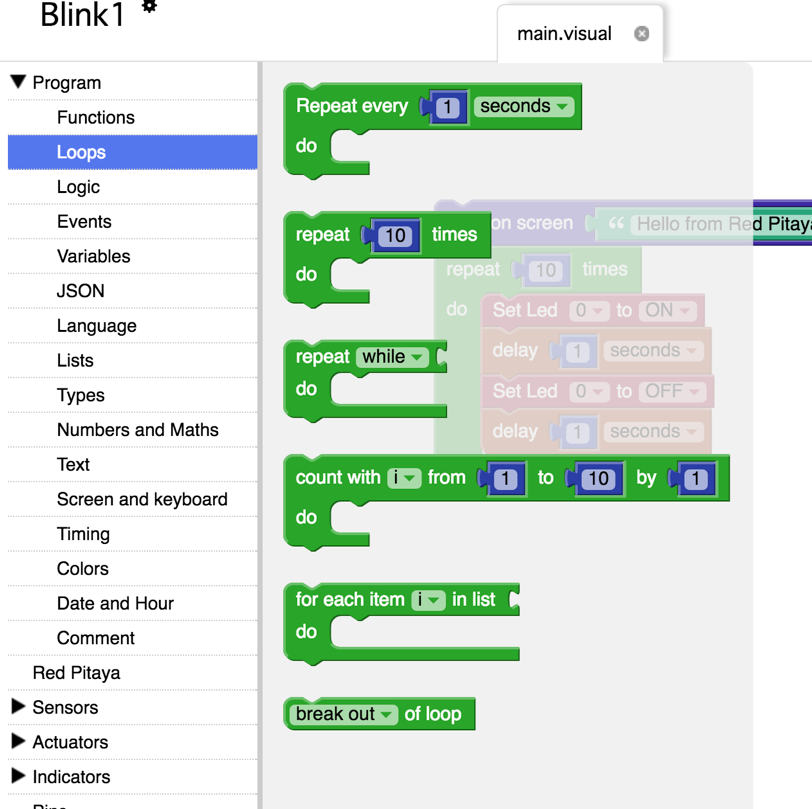 Blink1
main.visual
Program
Functions
Loops
Logic
Events
Variables
JSON
Language
Lists
Types
Numbers and Maths
Text
Screen and keyboard
Timing
Colors
Date and Hour
Comment
Red Pitaya
Sensors
Actuators
Indicators
Repeat every 1 seconds
do
repeat 10 times
do
repeat while
do
count with i from 1 to 10 by 1
do
for each item i in list
do
break out of loop
on screen “ Hello from Red Pitay
repeat 10 times
do Set Led 0 to ON
delay 1 seconds
Set Led 0 to OFF
delay 1 seconds